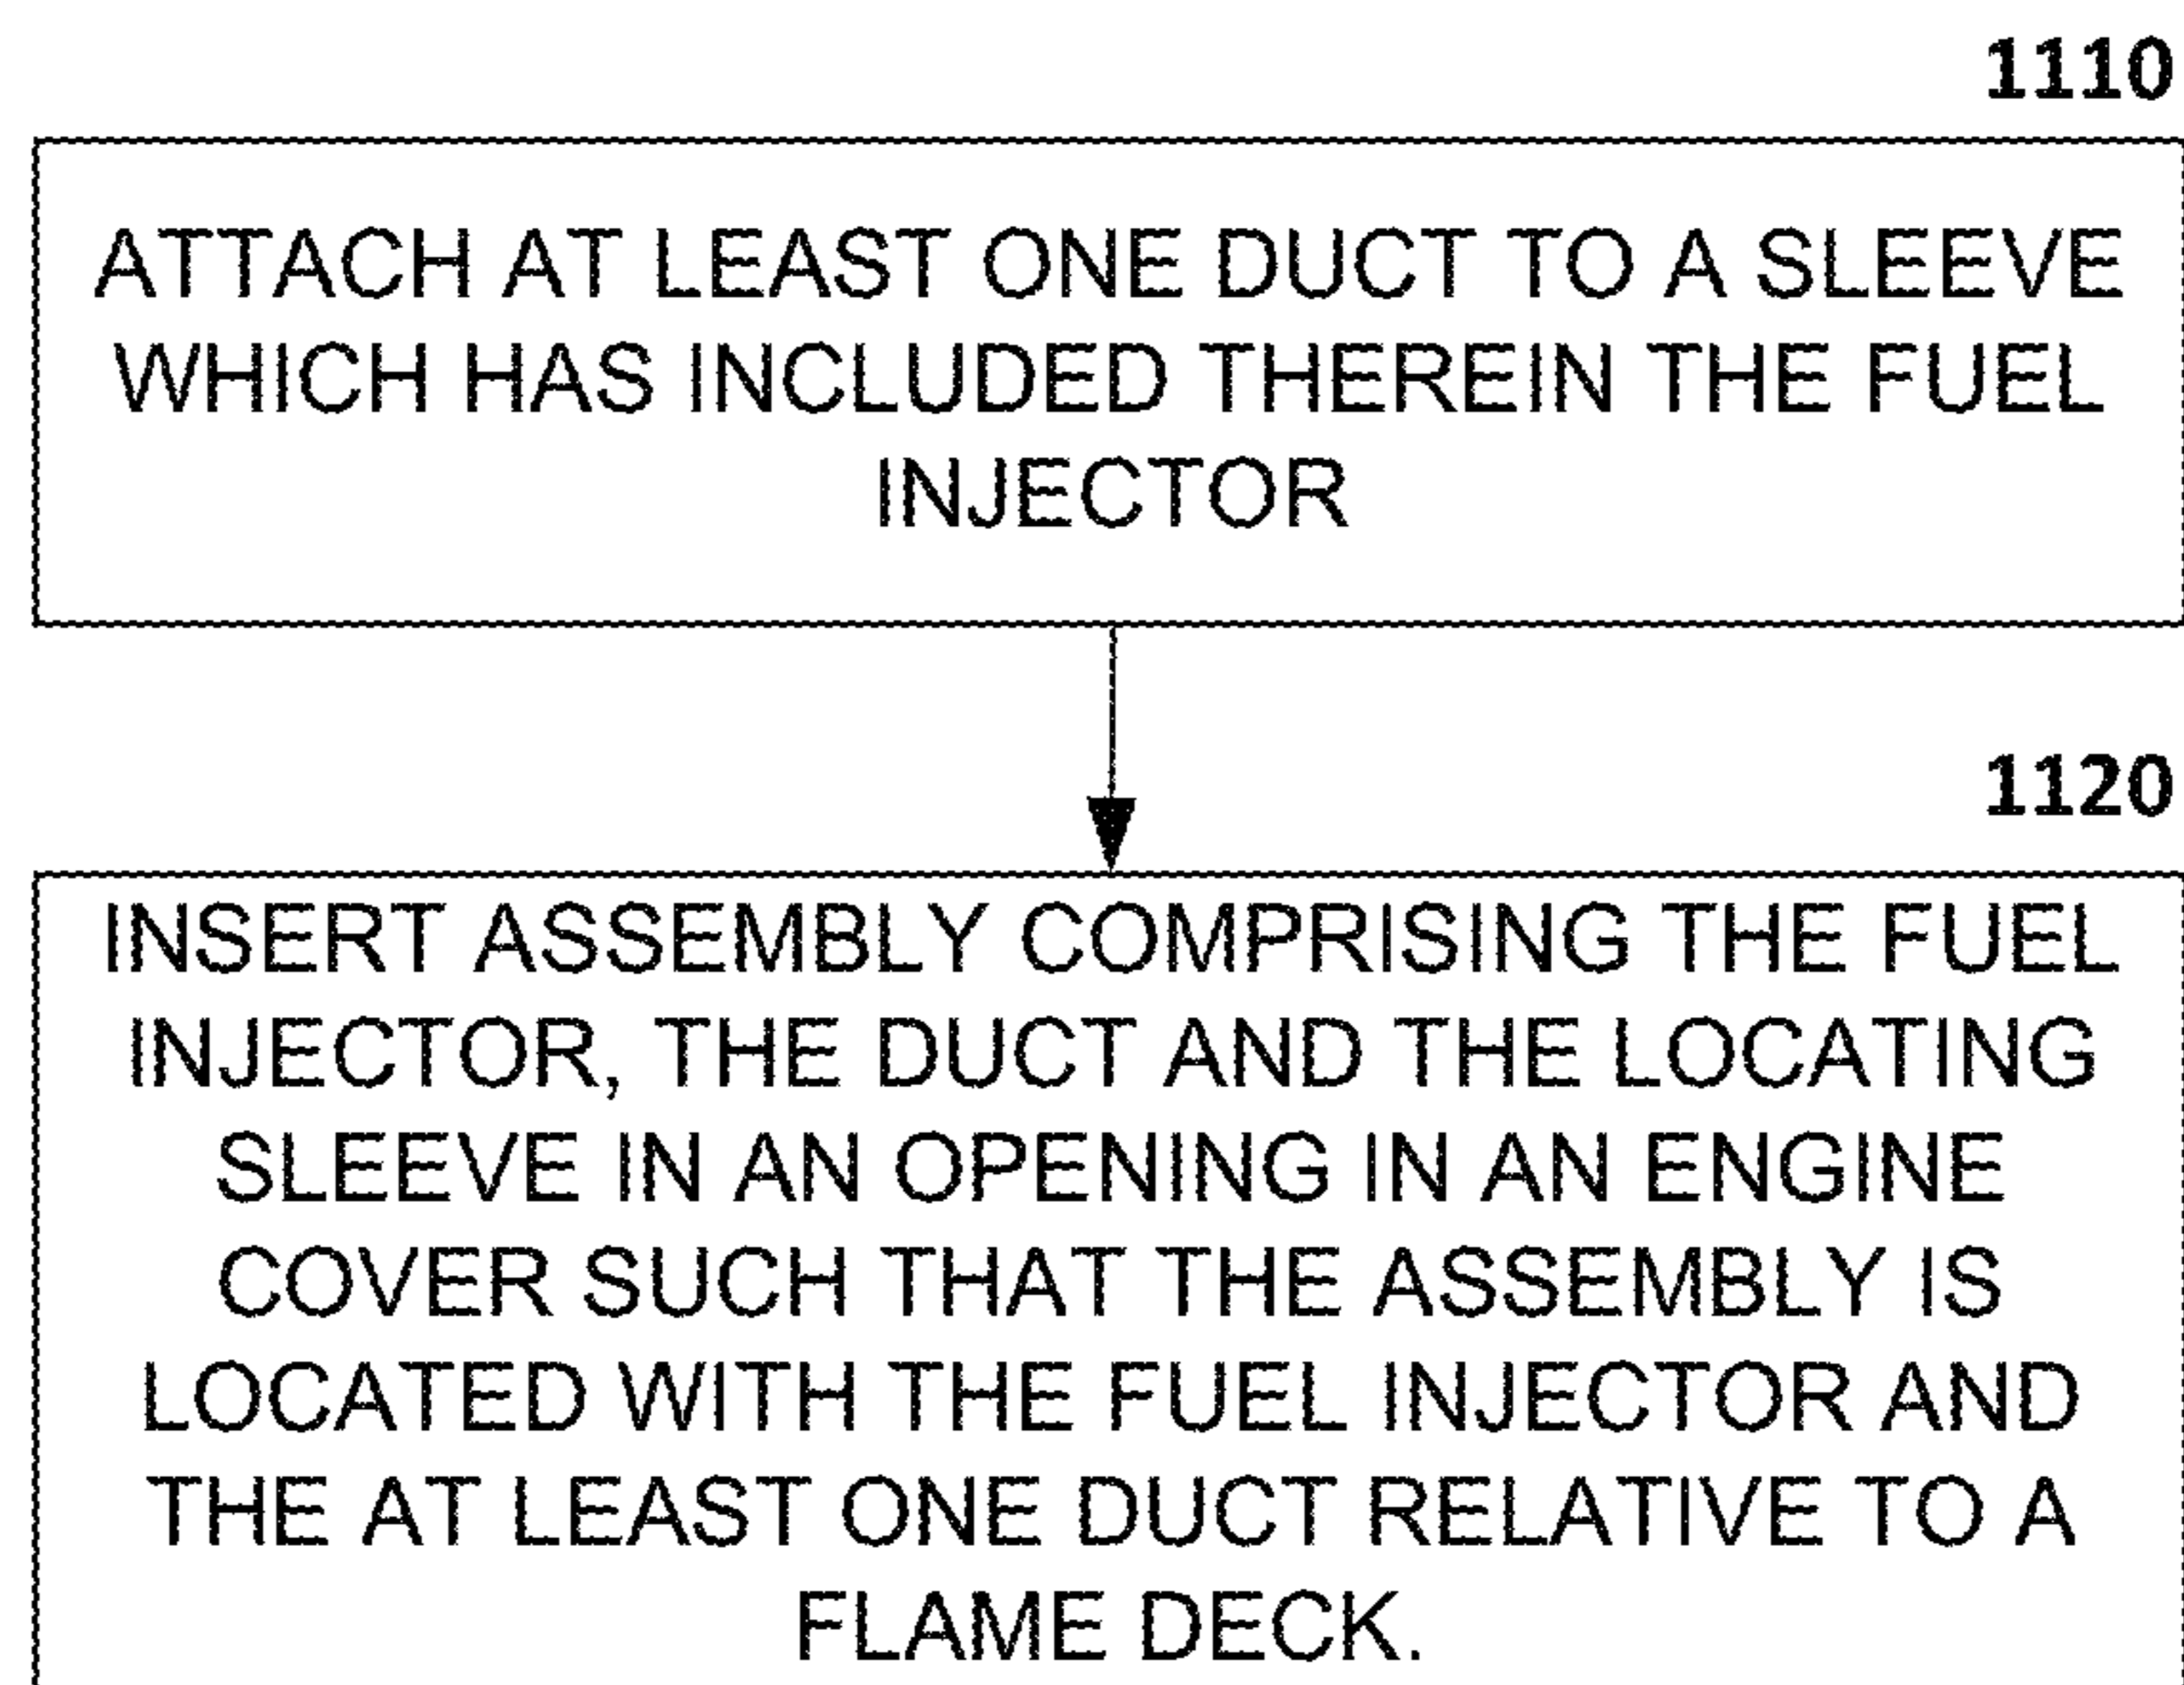 1110
ATTACH AT LEAST ONE DUCT TO A SLEEVE
WHICH HAS INCLUDED THEREIN THE FUEL
INJECTOR
1120
INSERT ASSEMBLY COMPRISING THE FUEL
INJECTOR, THE DUCT AND THE LOCATING
SLEEVE IN AN OPENING IN AN ENGINE
COVER SUCH THAT THE ASSEMBLY IS
LOCATED WITH THE FUEL INJECTOR AND
THE AT LEAST ONE DUCT RELATIVE TO A
FLAME DECK.